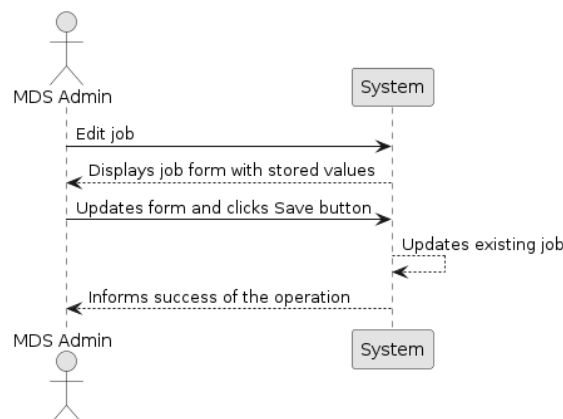 MDS Admin
System
Edit job
Displays job form with stored values
Updates form and clicks Save button
Updates existing job
Informs success of the operation
MDS Admin
System